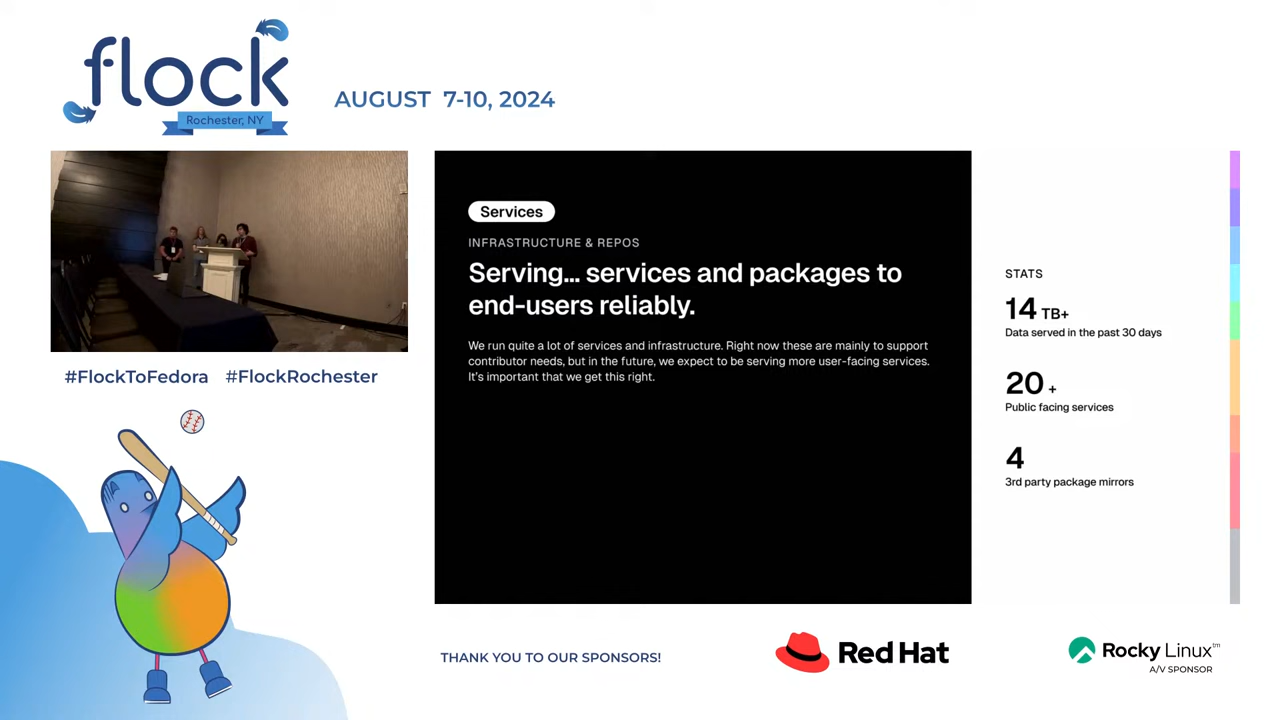 flock
Rochester, NY
AUGUST 7-10, 2024
#FlockToFedora #FlockRochester
Services
INFRASTRUCTURE & REPOS
Serving... services and packages to
end-users reliably.
We run quite a lot of services and infrastructure. Right now these are mainly to support
contributor needs, but in the future, we expect to be serving more user-facing services.
It's important that we get this right.
STATS
14 TB+
Data served in the past 30 days
20 +
Public facing services
4
3rd party package mirrors
THANK YOU TO OUR SPONSORS!
Red Hat
Rocky Linux™
A/V SPONSOR